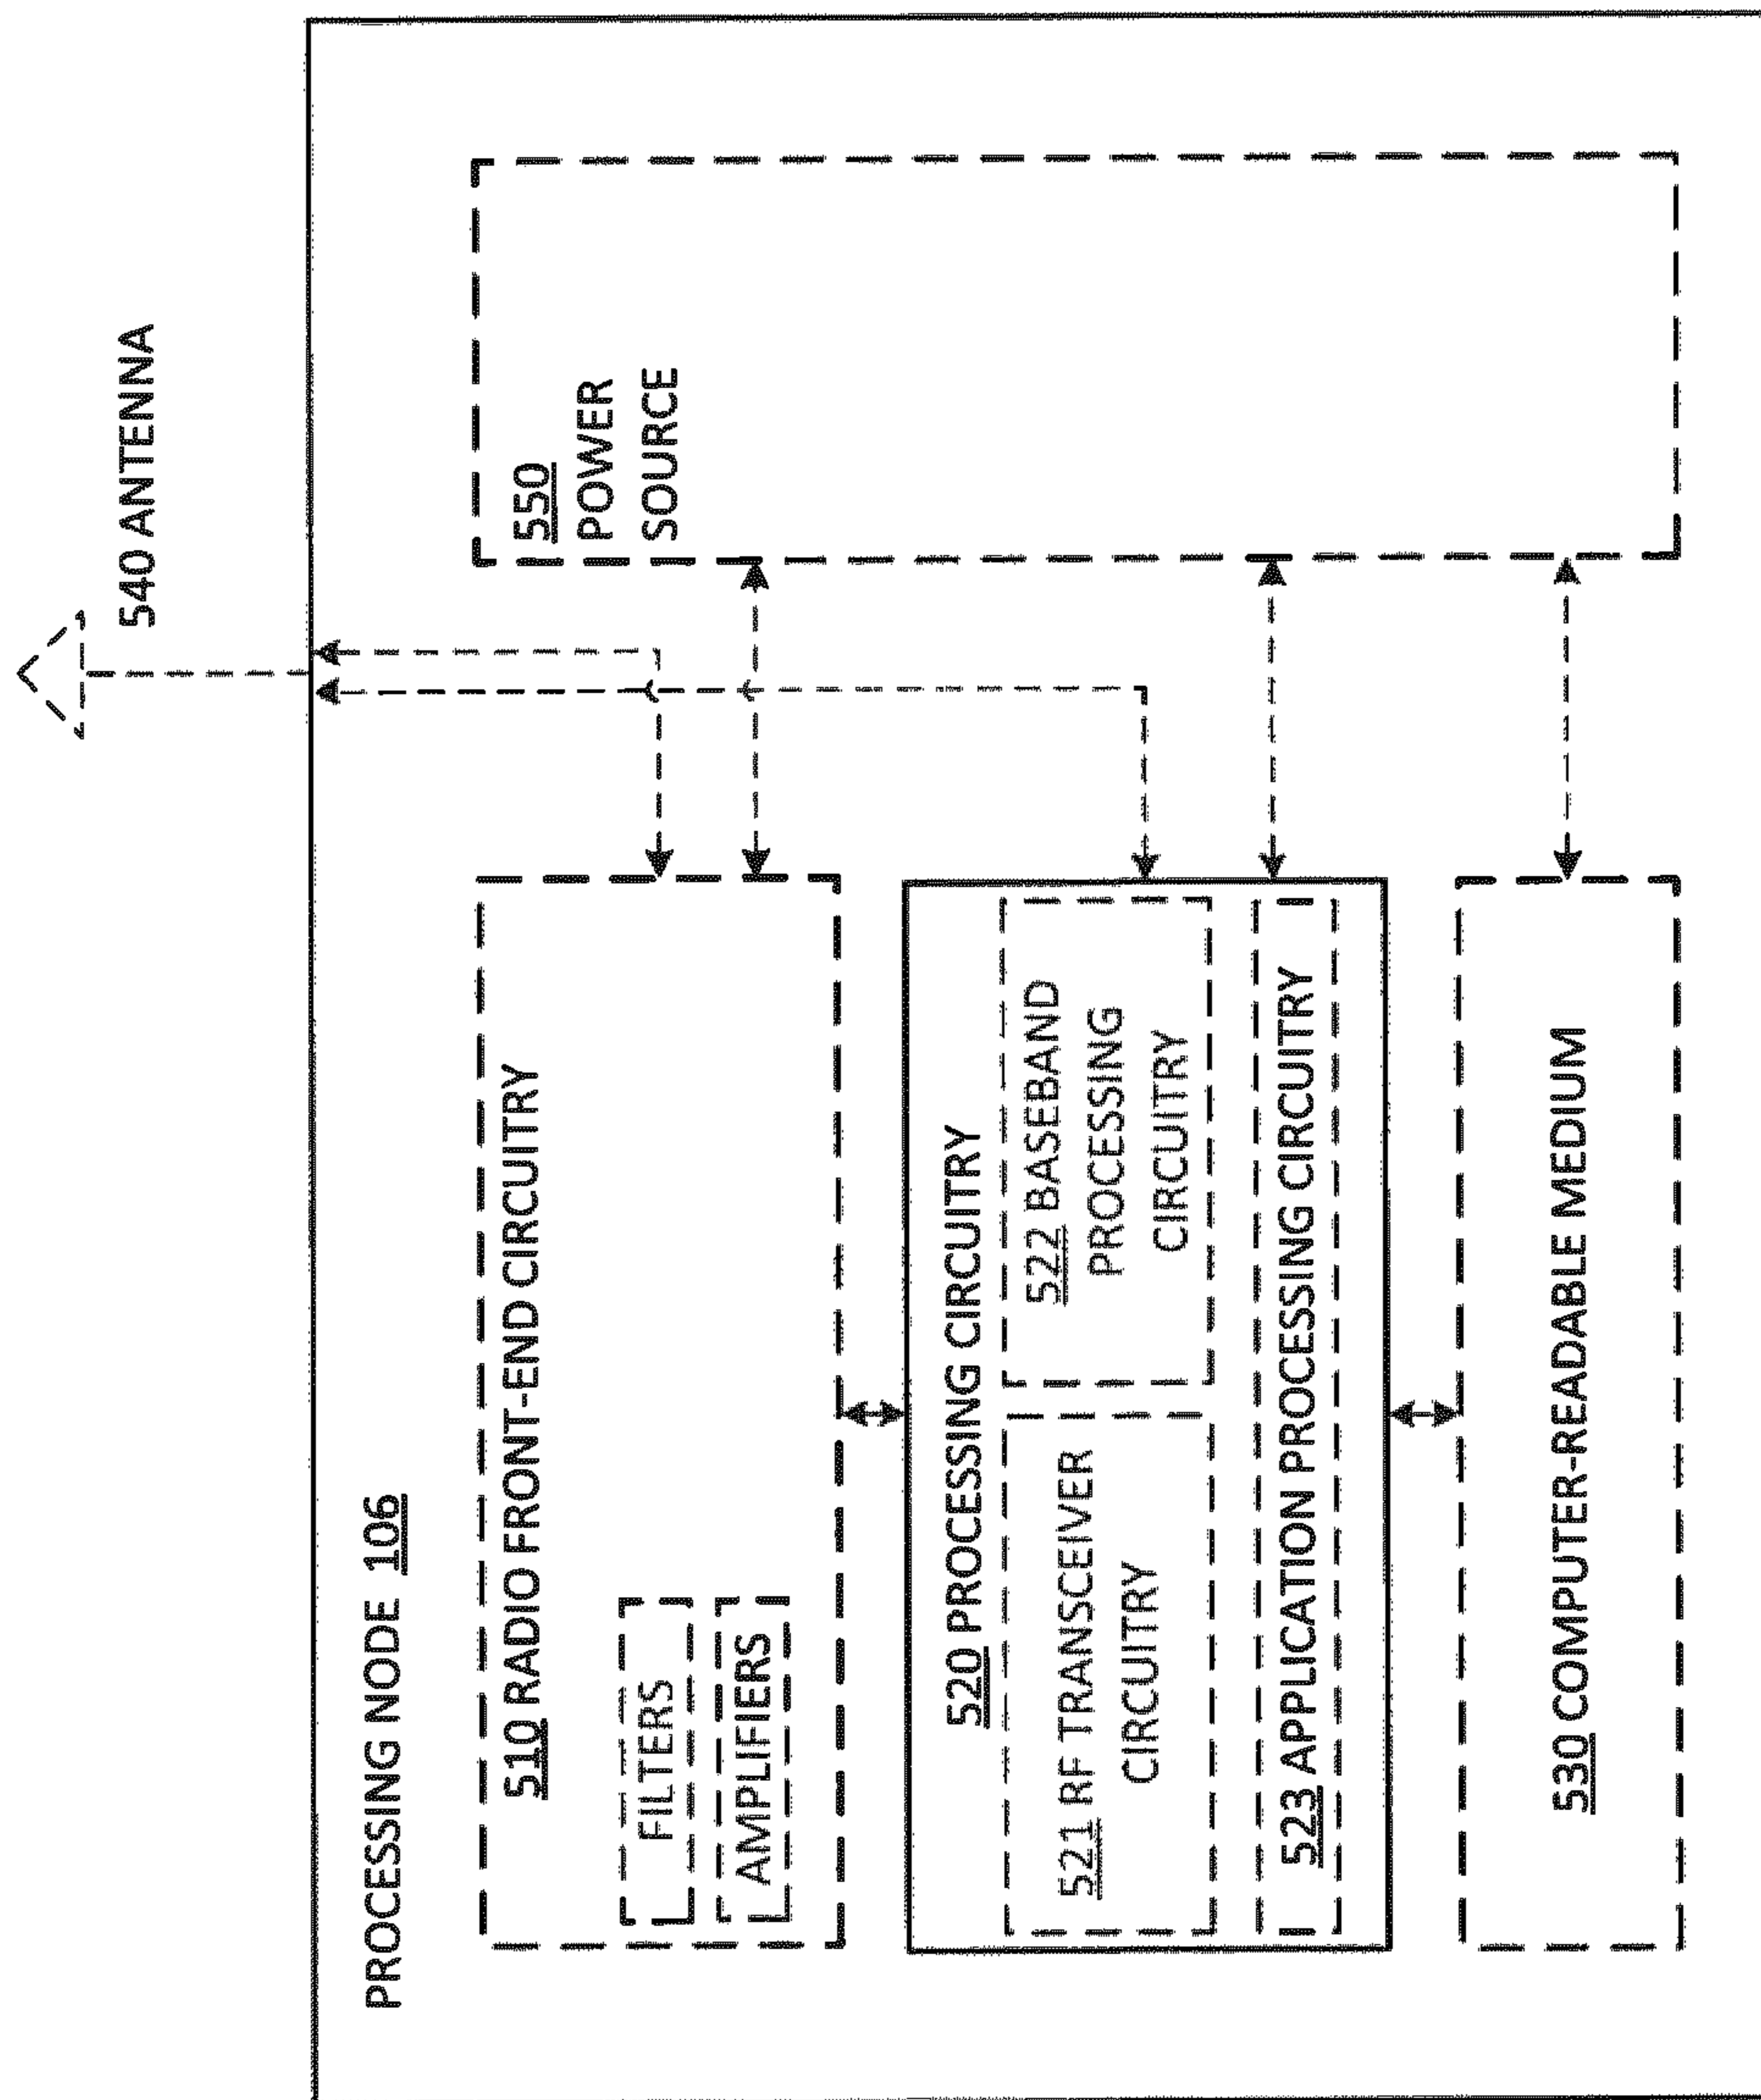 540 ANTENNA
PROCESSING NODE 106
510 RADIO FRONT-END CIRCUITRY
FILTERS
AMPLIFIERS
520 PROCESSING CIRCUITRY
521 RF TRANSCEIVER
CIRCUITRY
522 BASEBAND
PROCESSING
CIRCUITRY
523 APPLICATION PROCESSING CIRCUITRY
530 COMPUTER-READABLE MEDIUM
550
POWER
SOURCE